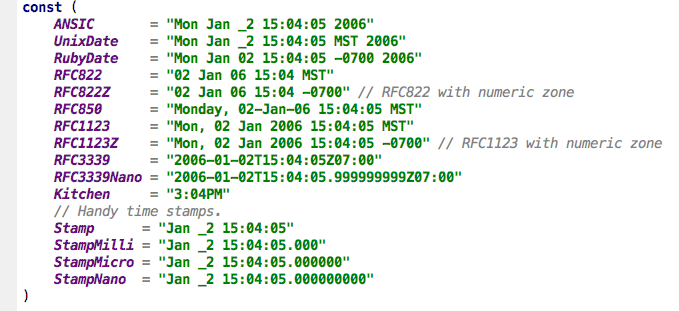 const (
    ANSIC       = "Mon Jan _2 15:04:05 2006"
    UnixDate    = "Mon Jan _2 15:04:05 MST 2006"
    RubyDate    = "Mon Jan 02 15:04:05 -0700 2006"
    RFC822      = "02 Jan 06 15:04 MST"
    RFC822Z     = "02 Jan 06 15:04 -0700" // RFC822 with numeric zone
    RFC850      = "Monday, 02-Jan-06 15:04:05 MST"
    RFC1123     = "Mon, 02 Jan 2006 15:04:05 MST"
    RFC1123Z    = "Mon, 02 Jan 2006 15:04:05 -0700" // RFC1123 with numeric zone
    RFC3339     = "2006-01-02T15:04:05Z07:00"
    RFC3339Nano = "2006-01-02T15:04:05.999999999Z07:00"
    Kitchen     = "3:04PM"
    // Handy time stamps.
    Stamp      = "Jan _2 15:04:05"
    StampMilli = "Jan _2 15:04:05.000"
    StampMicro = "Jan _2 15:04:05.000000"
    StampNano  = "Jan _2 15:04:05.000000000"
)